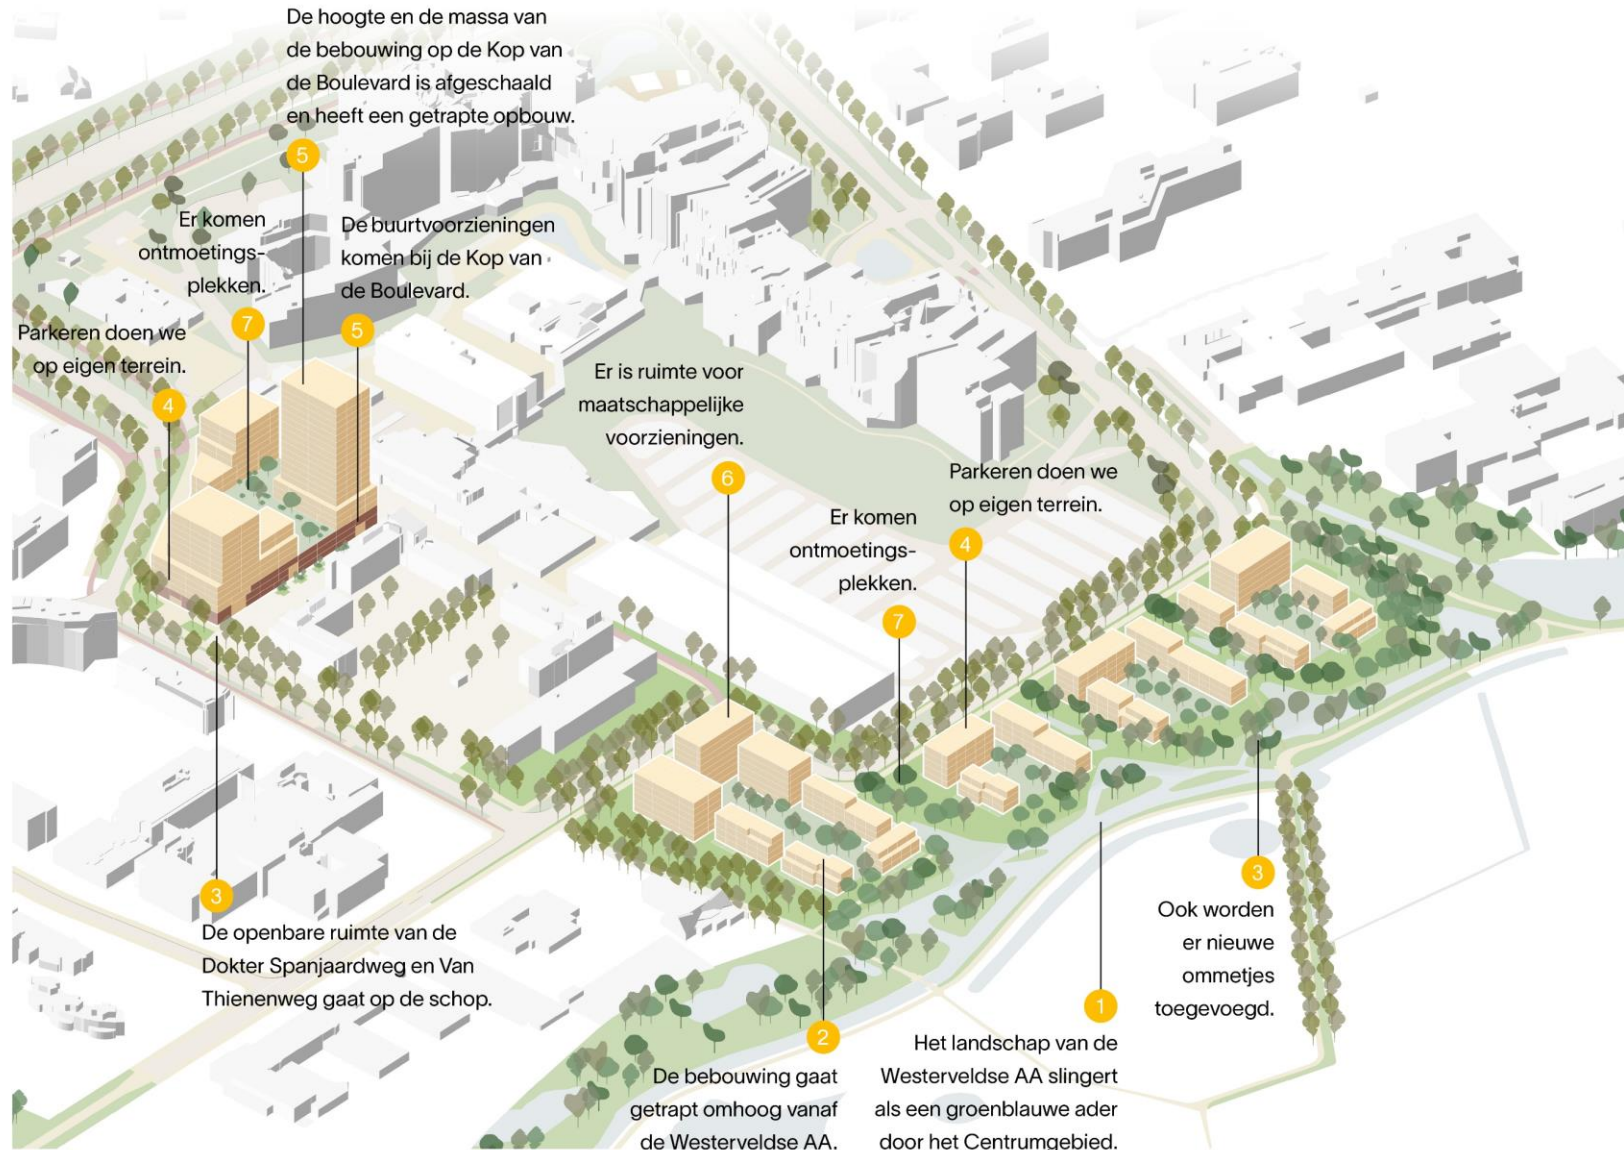 De hoogte en de massa van
de bebouwing op de Kop van
de Boulevard is afgeschaald
en heeft een getrapte opbouw.
5
Er komen
ontmoetings-
plekken.
7
De buurtvoorzieningen
komen bij de Kop van
de Boulevard.
5
Parkeren doen we
op eigen terrein.
4
Er is ruimte voor
maatschappelijke
voorzieningen.
6
Parkeren doen we
op eigen terrein.
4
Er komen
ontmoetings-
plekken.
7
3
De openbare ruimte van de
Dokter Spanjaardweg en Van
Thienenweg gaat op de schop.
3
Ook worden
er nieuwe
ommetjes
toegevoegd.
2
De bebouwing gaat
getrapt omhoog vanaf
de Westerveldse AA.
1
Het landschap van de
Westerveldse AA slingert
als een groenblauwe ader
door het Centrumgebied.